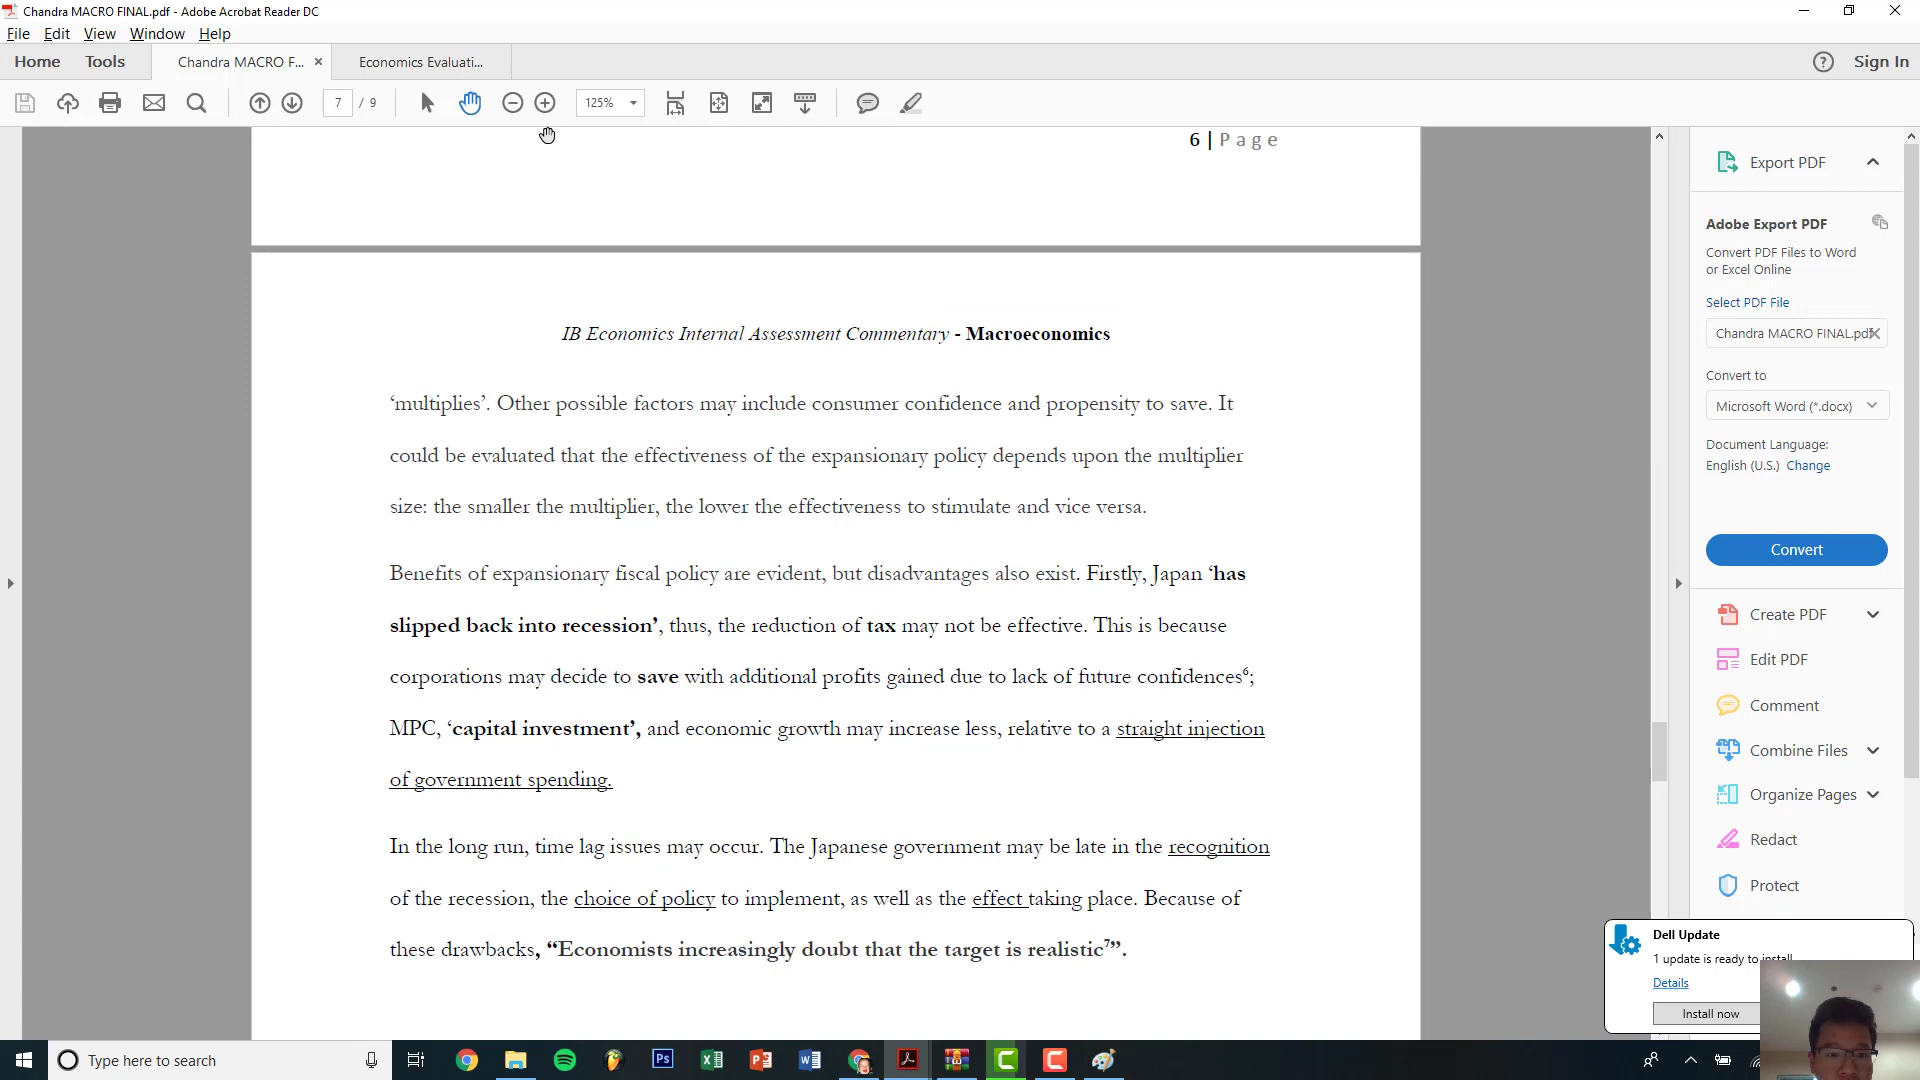 Chandra MACRO FINAL.pdf - Adobe Acrobat Reader DC
File Edit View Window Help
Home Tools Chandra MACRO F... × Economics Evaluati... Sign In
7 / 9 125%
6 | Page
IB Economics Internal Assessment Commentary - Macroeconomics
‘multiplies’. Other possible factors may include consumer confidence and propensity to save. It
could be evaluated that the effectiveness of the expansionary policy depends upon the multiplier
size: the smaller the multiplier, the lower the effectiveness to stimulate and vice versa.
Benefits of expansionary fiscal policy are evident, but disadvantages also exist. Firstly, Japan ‘has
slipped back into recession’, thus, the reduction of tax may not be effective. This is because
corporations may decide to save with additional profits gained due to lack of future confidences⁶;
MPC, ‘capital investment’, and economic growth may increase less, relative to a straight injection
of government spending.
In the long run, time lag issues may occur. The Japanese government may be late in the recognition
of the recession, the choice of policy to implement, as well as the effect taking place. Because of
these drawbacks, “Economists increasingly doubt that the target is realistic⁷”.
Export PDF
Adobe Export PDF
Convert PDF Files to Word
or Excel Online
Select PDF File
Chandra MACRO FINAL.pdf
Convert to
Microsoft Word (*.docx)
Document Language:
English (U.S.) Change
Convert
Create PDF
Edit PDF
Comment
Combine Files
Organize Pages
Redact
Protect
Dell Update
1 update is ready to install
Details
Install now
Type here to search